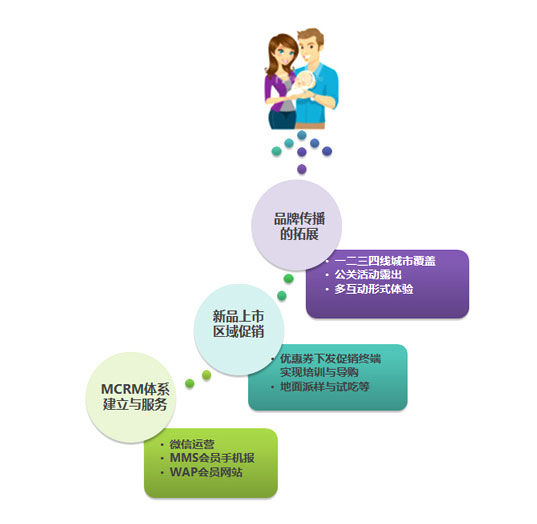 品牌传播
的拓展
• 一二三四线城市覆盖
• 公关活动露出
• 多互动形式体验
新品上市
区域促销
• 优惠券下发促销终端
实现培训与导购
• 地面派样与试吃等
MCRM体系
建立与服务
• 微信运营
• MMS会员手机报
• WAP会员网站